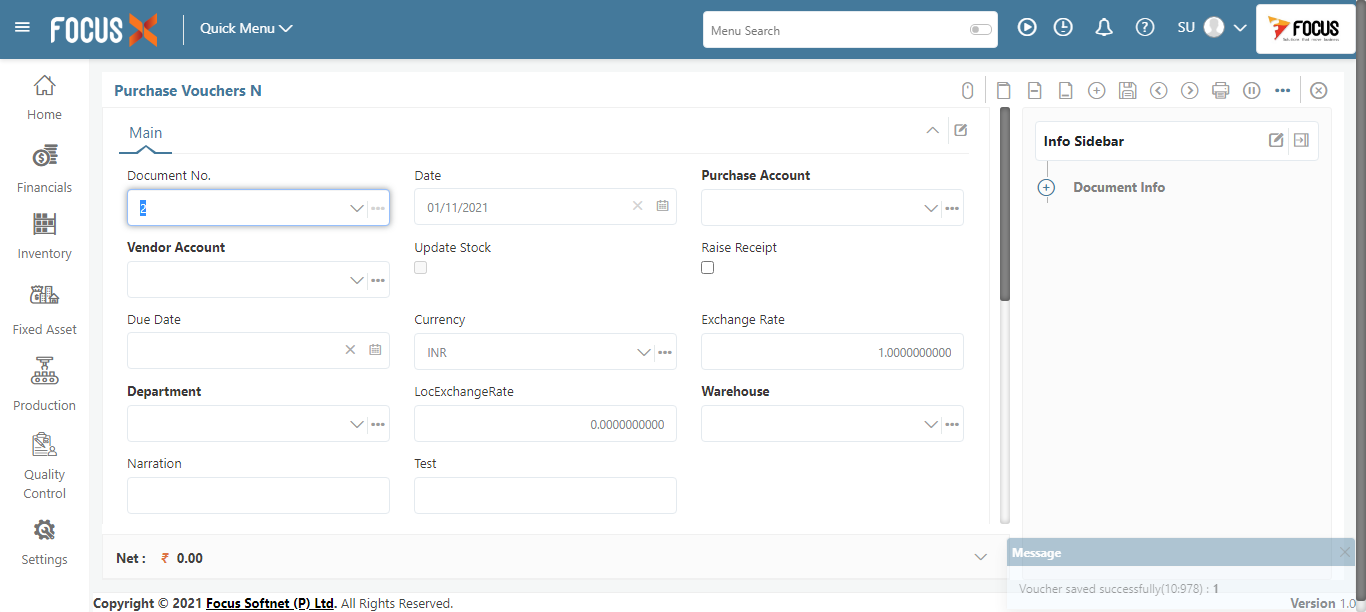 FOCUS X Quick Menu Menu Search SU FOCUS
Purchase Vouchers N
Home
Financials
Inventory
Fixed Asset
Production
Quality
Control
Settings
Main
Document No. Date Purchase Account
2 01/11/2021
Vendor Account Update Stock Raise Receipt
Due Date Currency Exchange Rate
INR 1.0000000000
Department LocExchangeRate Warehouse
0.0000000000
Narration Test
Net : ₹ 0.00
Info Sidebar
Document Info
Message
Voucher saved successfully(10:978) : 1
Copyright © 2021 Focus Softnet (P) Ltd. All Rights Reserved. Version 1.0